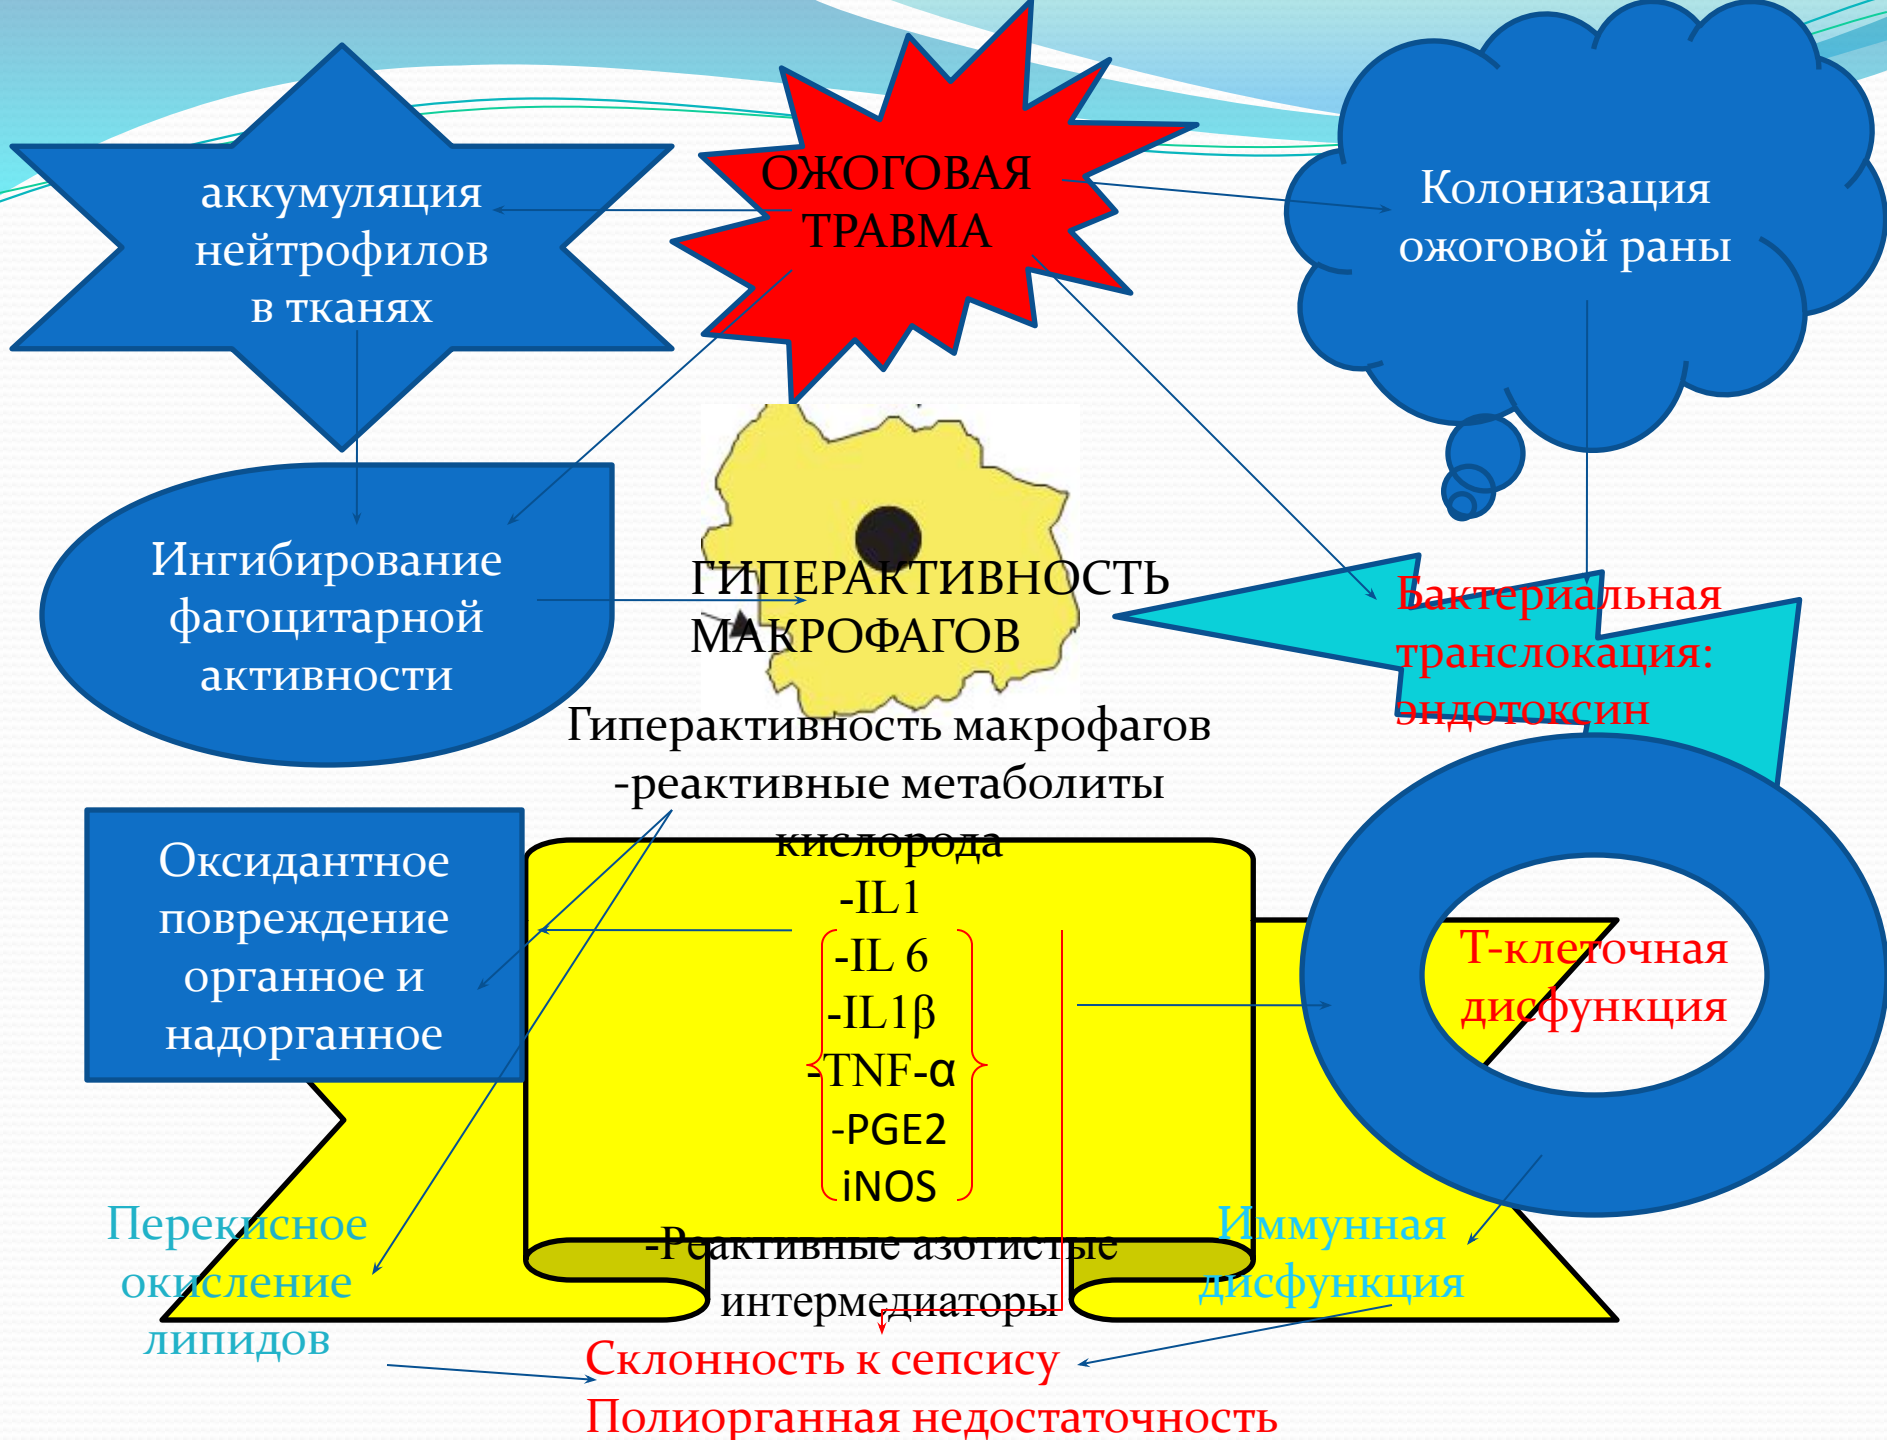 ОЖОГОВАЯ
ТРАВМА
аккумуляция
нейтрофилов
в тканях
Колонизация
ожоговой раны
Ингибирование
фагоцитарной
активности
ГИПЕРАКТИВНОСТЬ
МАКРОФАГОВ
Бактериальная
транслокация:
эндотоксин
Гиперактивность макрофагов
-реактивные метаболиты
кислорода
-IL1
-IL 6
-IL1β
-TNF-α
-PGE2
iNOS
-Реактивные азотистые
интермедиаторы
Оксидантное
повреждение
органное и
надорганное
Т-клеточная
дисфункция
Перекисное
окисление
липидов
Иммунная
дисфункция
Склонность к сепсису
Полиорганная недостаточность